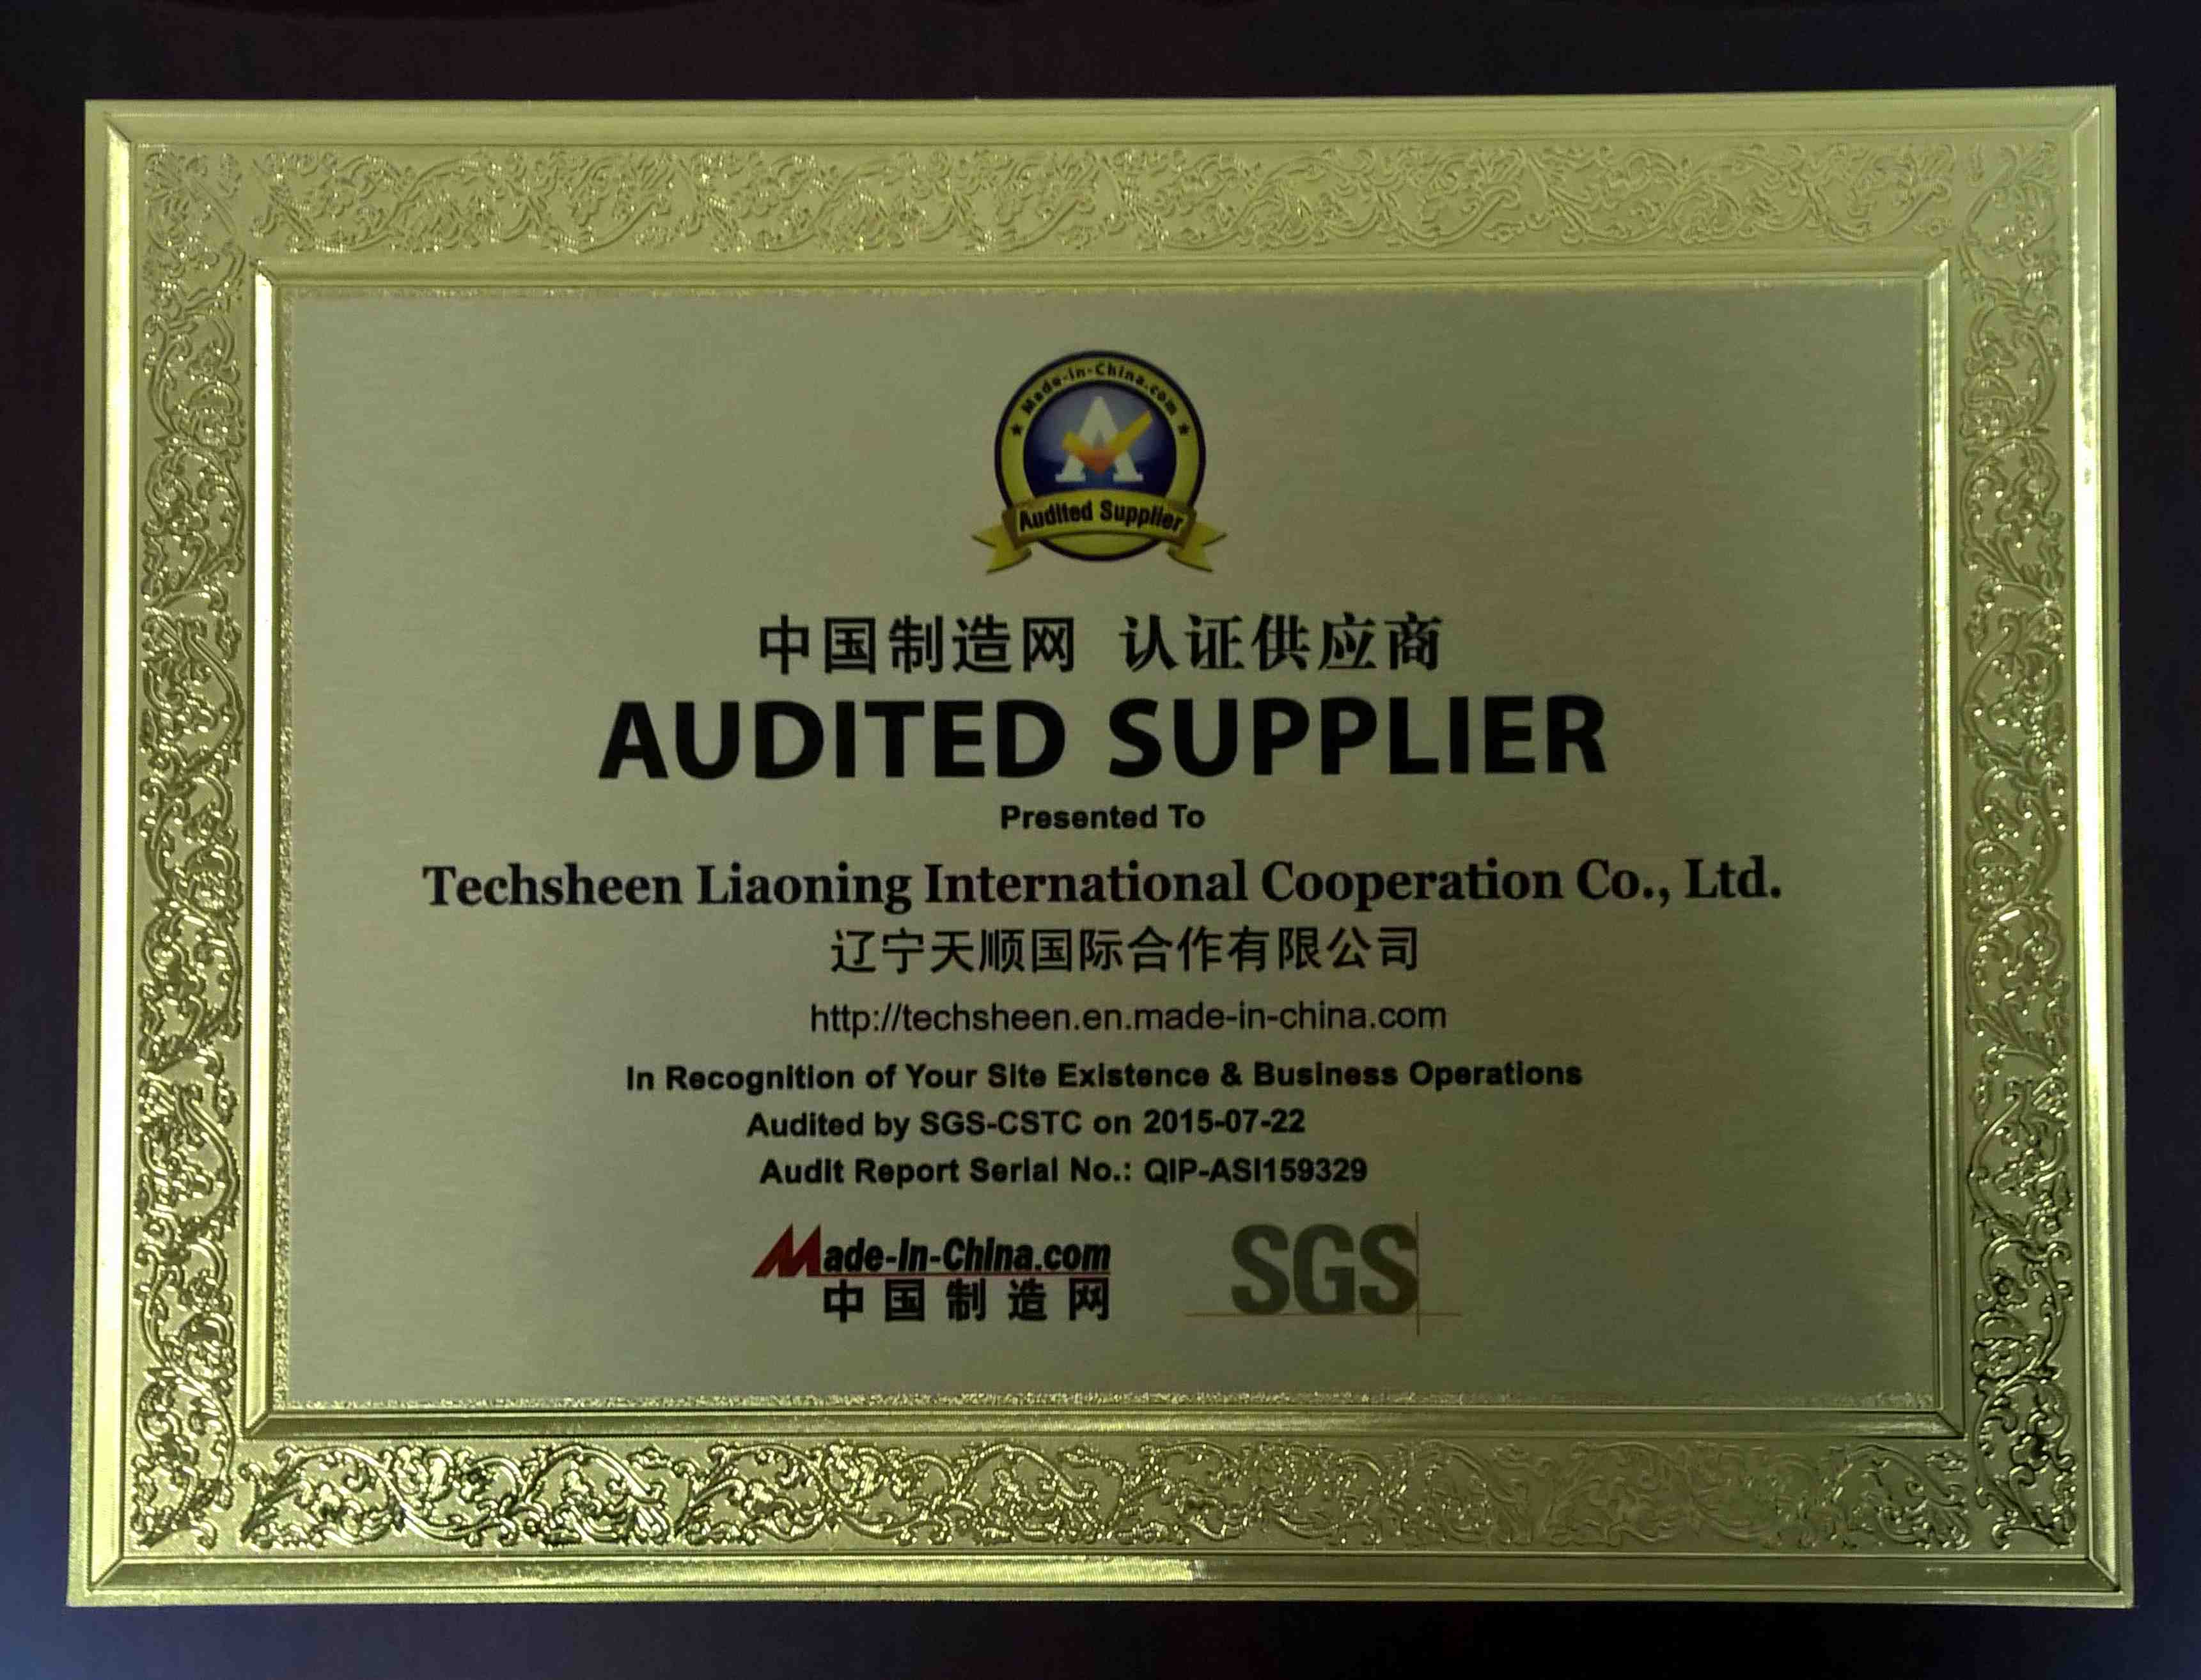 Made-in-China.com
A
Audited Supplier
中国制造网 认证供应商
AUDITED SUPPLIER
Presented To
Techsheen Liaoning International Cooperation Co., Ltd.
辽宁天顺国际合作有限公司
http://techsheen.en.made-in-china.com
In Recognition of Your Site Existence & Business Operations
Audited by SGS-CSTC on 2015-07-22
Audit Report Serial No.: QIP-ASI159329
Made-in-China.com
中国制造网
SGS